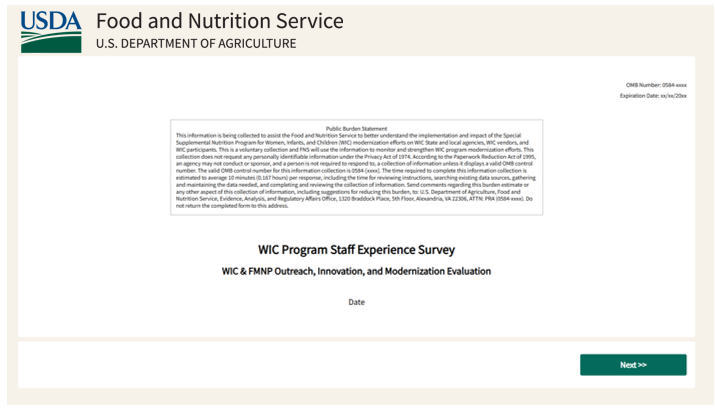 USDA
Food and Nutrition Service
U.S. DEPARTMENT OF AGRICULTURE
OMB Number: 0584-xxxx
Expiration Date: xx/xx/20xx
Public Burden Statement
This information is being collected to assist the Food and Nutrition Service to better understand the implementation and impact of the Special
Supplemental Nutrition Program for Women, Infants, and Children (WIC) modernization efforts on WIC State and local agencies, WIC vendors, and
WIC participants. This is a voluntary collection and FNS will use the information to monitor and strengthen WIC program modernization efforts. This
collection does not request any personally identifiable information under the Privacy Act of 1974. According to the Paperwork Reduction Act of 1995,
an agency may not conduct or sponsor, and a person is not required to respond to, a collection of information unless it displays a valid OMB control
number. The valid OMB control number for this information collection is 0584-[xxxx]. The time required to complete this information collection is
estimated to average 10 minutes (0.167 hours) per response, including the time for reviewing instructions, searching existing data sources, gathering
and maintaining the data needed, and completing and reviewing the collection of information. Send comments regarding this burden estimate or
any other aspect of this collection of information, including suggestions for reducing this burden, to: U.S. Department of Agriculture, Food and
Nutrition Service, Evidence, Analysis, and Regulatory Affairs Office, 1320 Braddock Place, 5th Floor, Alexandria, VA 22306, ATTN: PRA (0584-xxxx). Do
not return the completed form to this address.
WIC Program Staff Experience Survey
WIC & FMNP Outreach, Innovation, and Modernization Evaluation
Date
Next >>